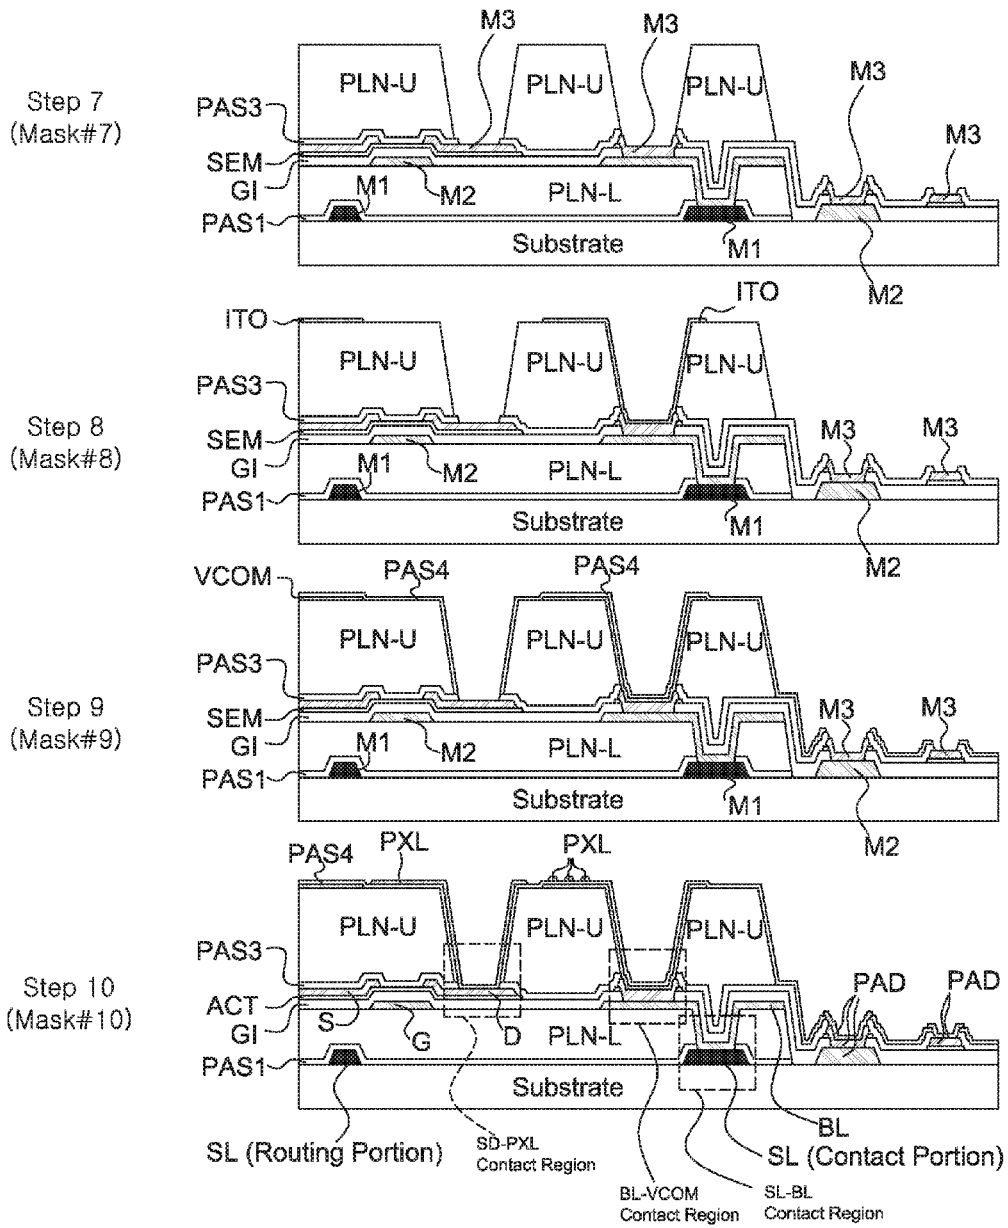 M3
M3
M3
M3
Step 7
(Mask#7)
PLN-U
PLN-U
PLN-U
PAS3
SEM
GI
M1
M2
PLN-L
PAS1
M1
Substrate
M2
ITO
ITO
Step 8
(Mask#8)
PLN-U
PLN-U
PLN-U
PAS3
SEM
GI
M1
M2
PLN-L
M3
M3
PAS1
M1
Substrate
M2
VCOM
PAS4
PAS4
Step 9
(Mask#9)
PLN-U
PLN-U
PLN-U
PAS3
SEM
GI
M1
M2
PLN-L
M3
M3
PAS1
M1
Substrate
M2
PAS4
PXL
PXL
Step 10
(Mask#10)
PLN-U
PLN-U
PLN-U
PAS3
ACT
GI
S
G
D
PLN-L
PAD
PAD
PAS1
Substrate
BL
SL (Routing Portion)
SD-PXL
Contact Region
SL (Contact Portion)
BL-VCOM
Contact Region
SL-BL
Contact Region